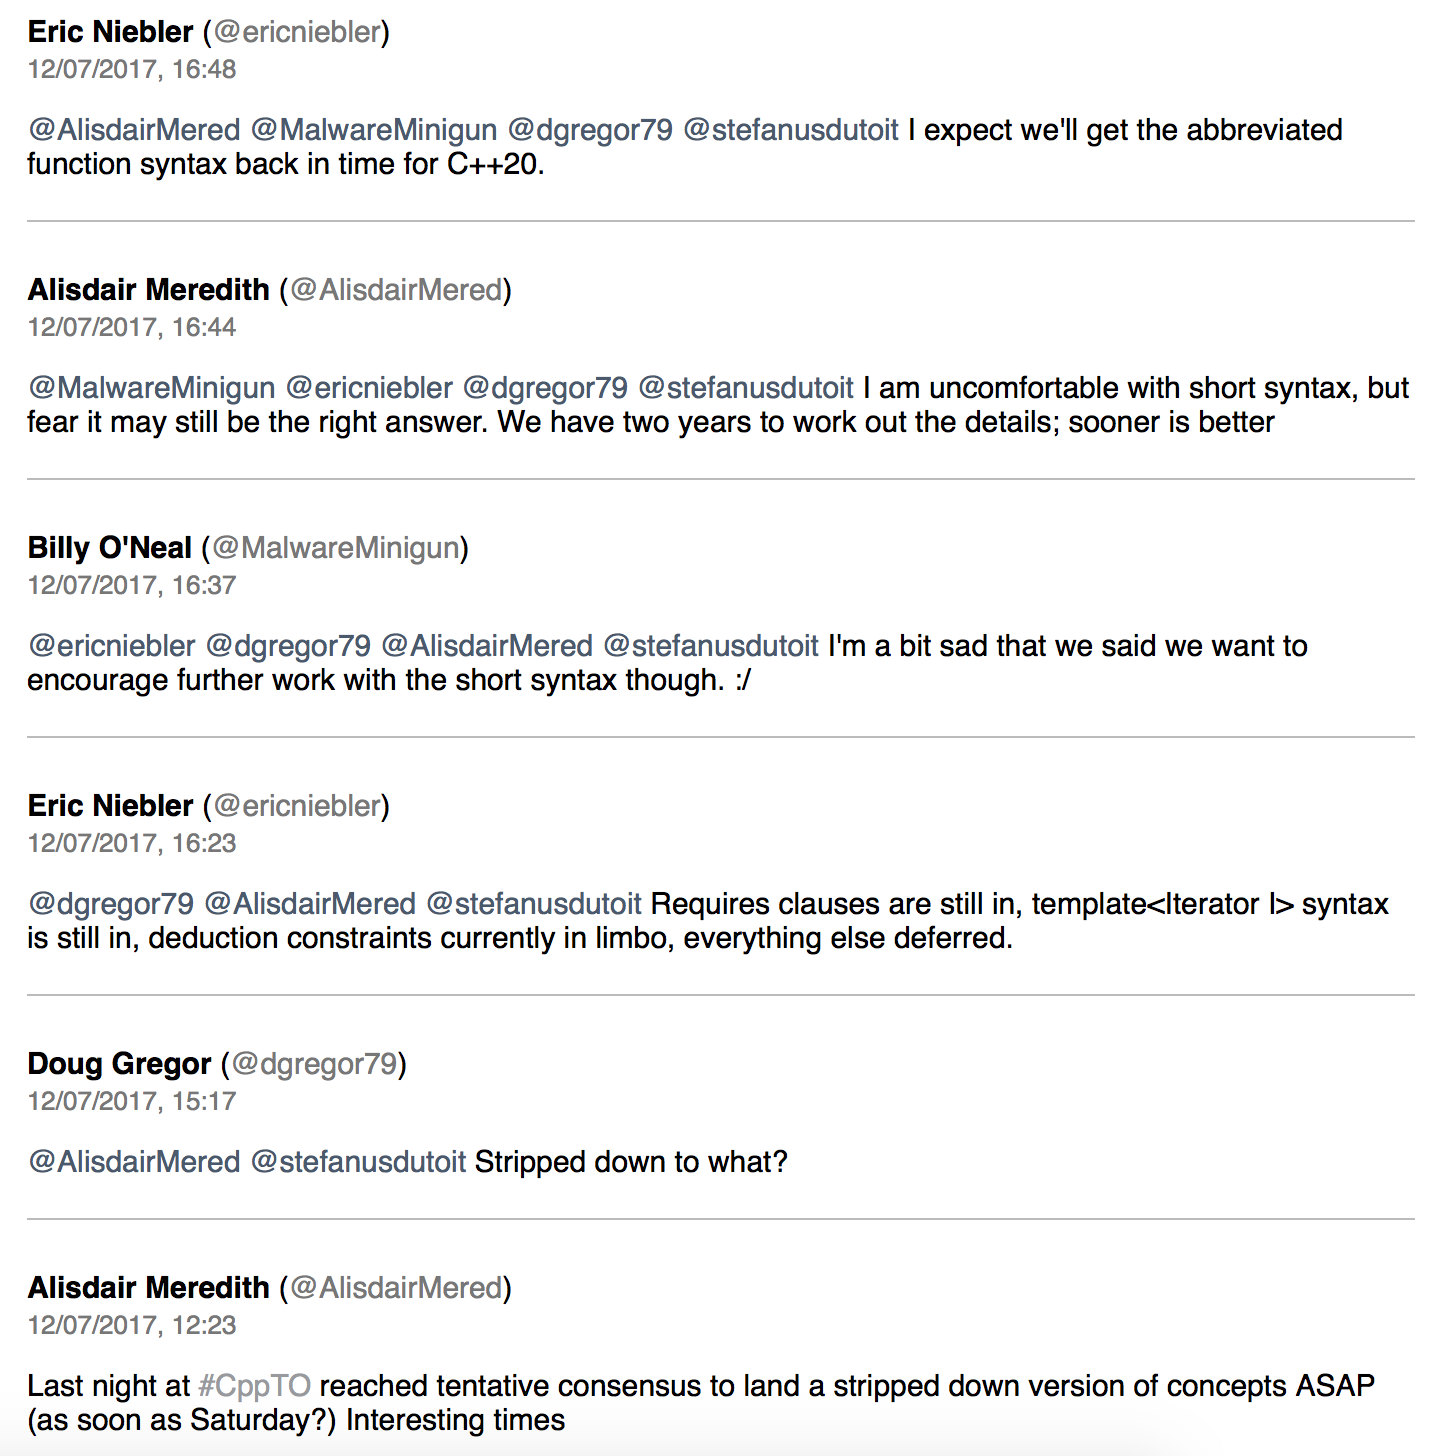 Eric Niebler (@ericniebler)
12/07/2017, 16:48
@AlisdairMered @MalwareMinigun @dgregor79 @stefanusdutoit I expect we'll get the abbreviated
function syntax back in time for C++20.
Alisdair Meredith (@AlisdairMered)
12/07/2017, 16:44
@MalwareMinigun @ericniebler @dgregor79 @stefanusdutoit I am uncomfortable with short syntax, but
fear it may still be the right answer. We have two years to work out the details; sooner is better
Billy O'Neal (@MalwareMinigun)
12/07/2017, 16:37
@ericniebler @dgregor79 @AlisdairMered @stefanusdutoit I'm a bit sad that we said we want to
encourage further work with the short syntax though. :/
Eric Niebler (@ericniebler)
12/07/2017, 16:23
@dgregor79 @AlisdairMered @stefanusdutoit Requires clauses are still in, template<Iterator I> syntax
is still in, deduction constraints currently in limbo, everything else deferred.
Doug Gregor (@dgregor79)
12/07/2017, 15:17
@AlisdairMered @stefanusdutoit Stripped down to what?
Alisdair Meredith (@AlisdairMered)
12/07/2017, 12:23
Last night at #CppTO reached tentative consensus to land a stripped down version of concepts ASAP
(as soon as Saturday?) Interesting times